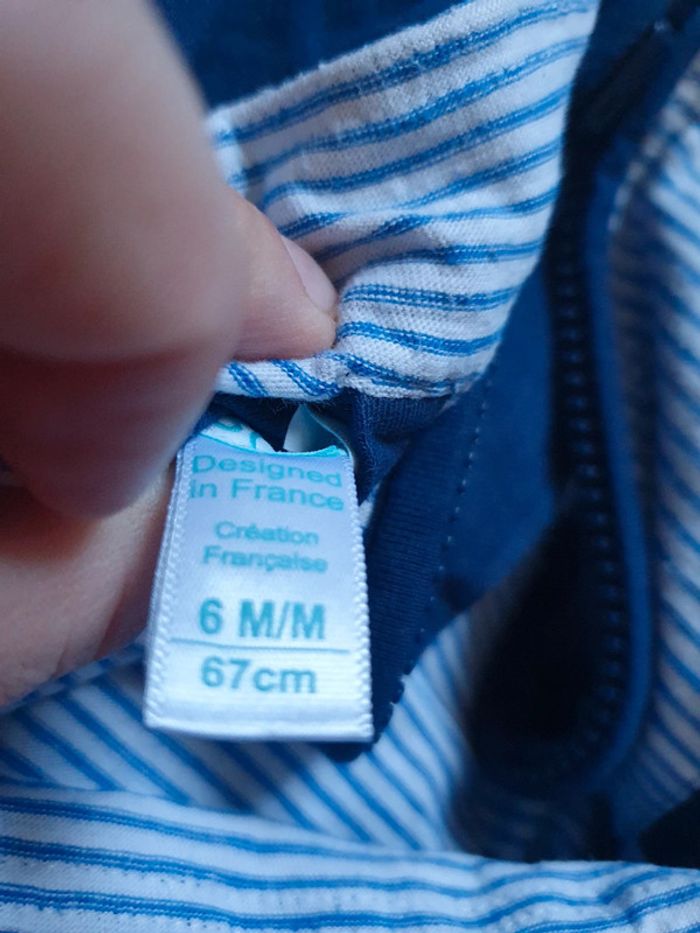 Designed
in France
Création
Française
6 M/M
67cm